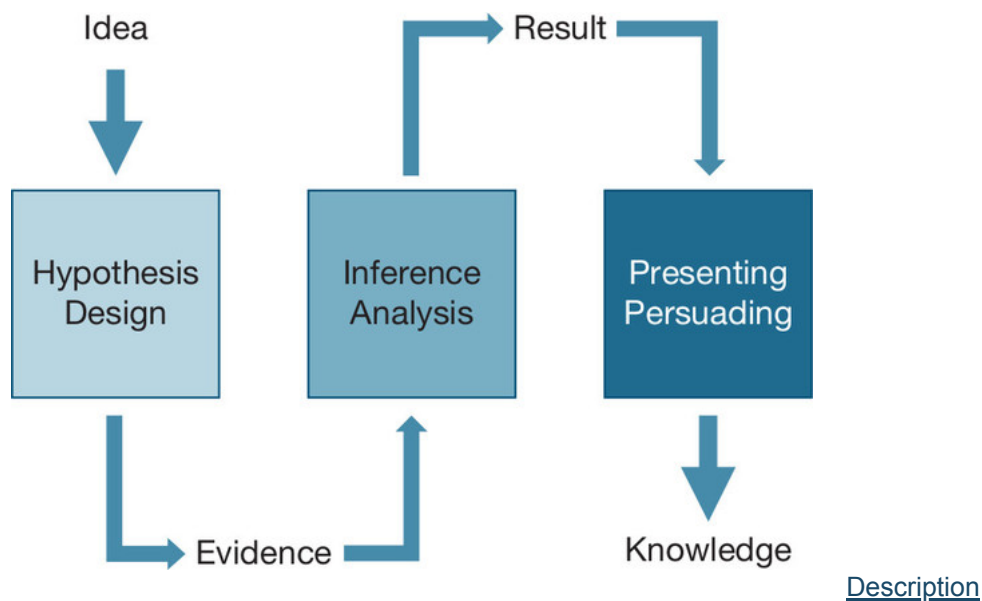 Idea
Result
Hypothesis
Design
Inference
Analysis
Presenting
Persuading
Evidence
Knowledge
Description